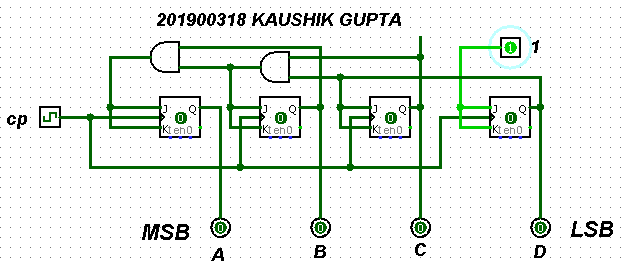 201900318 KAUSHIK GUPTA
1
1
cp
J Q J Q J Q J Q
0 0 0 0
K en0 K en0 K en0 K en0
MSB 0 0 0 0 LSB
A B C D